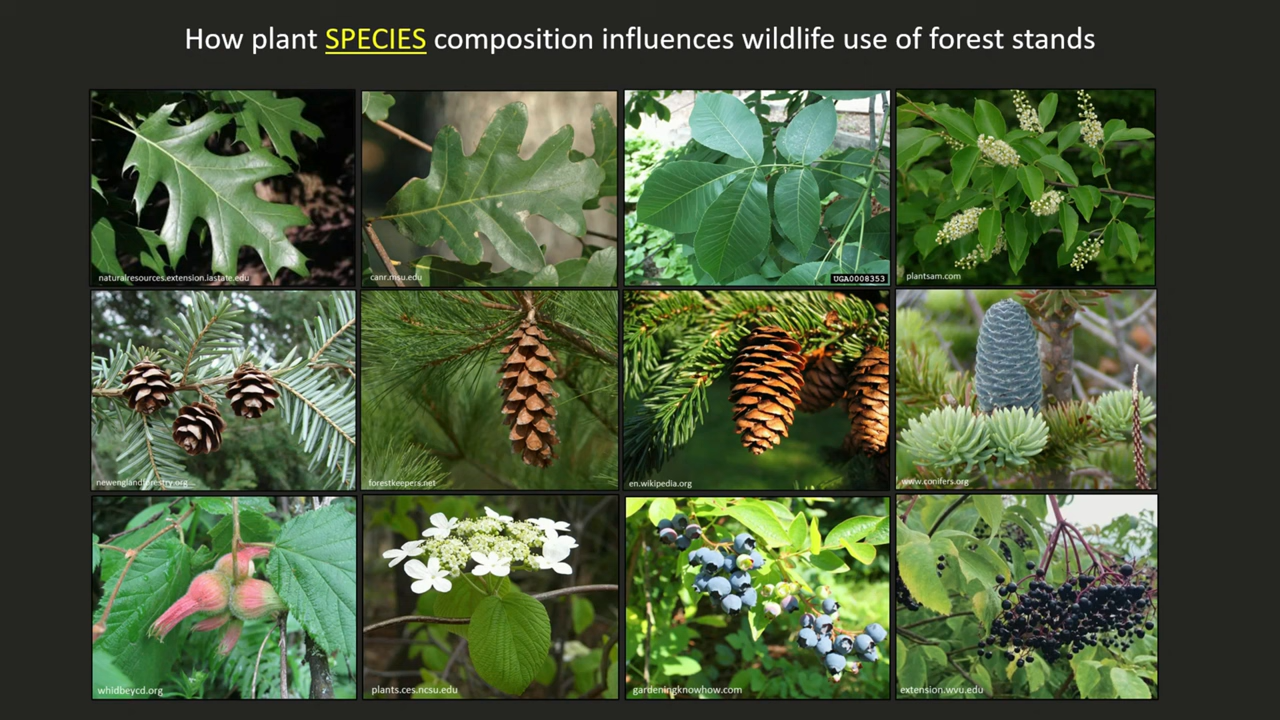 How plant SPECIES composition influences wildlife use of forest stands
naturalresources.extension.iastate.edu
canr.msu.edu
UGA0008353
plantsam.com
newenglandforestry.org
forestkeepers.net
en.wikipedia.org
www.conifers.org
whidbeycd.org
plants.ces.ncsu.edu
gardeningknowhow.com
extension.wvu.edu